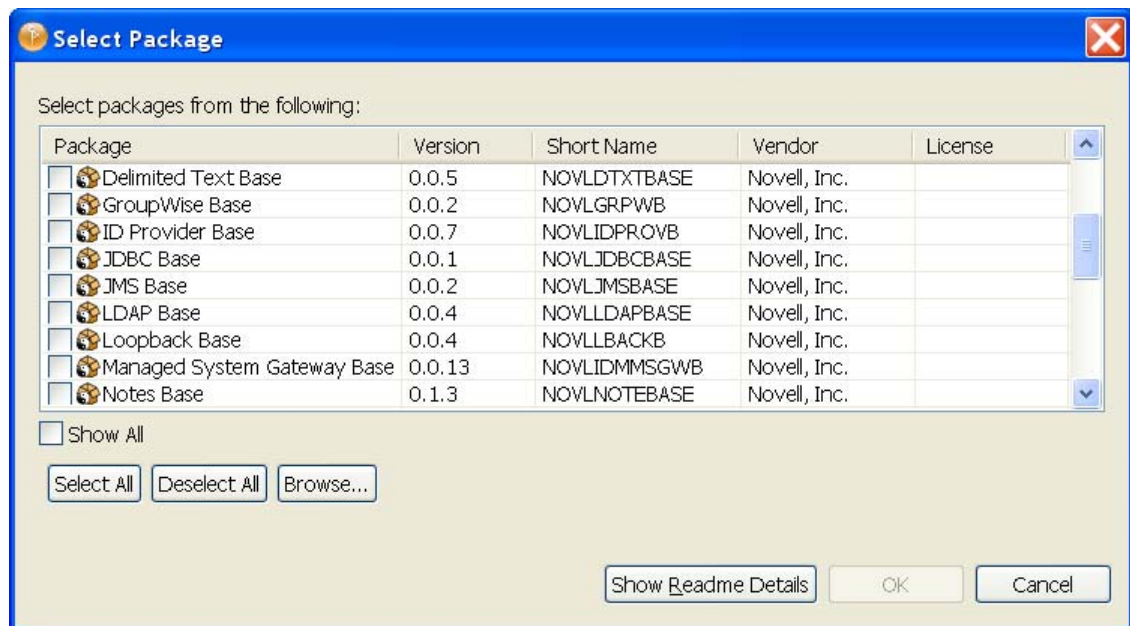 Select Package
Select packages from the following:
Package Version Short Name Vendor License
Delimited Text Base 0.0.5 NOVLDTXTBASE Novell, Inc.
GroupWise Base 0.0.2 NOVLGRPWB Novell, Inc.
ID Provider Base 0.0.7 NOVLIDPROVB Novell, Inc.
JDBC Base 0.0.1 NOVLJDBCBASE Novell, Inc.
JMS Base 0.0.2 NOVLJMSBASE Novell, Inc.
LDAP Base 0.0.4 NOVLLDAPBASE Novell, Inc.
Loopback Base 0.0.4 NOVLLBACKB Novell, Inc.
Managed System Gateway Base 0.0.13 NOVLIDMMSGWB Novell, Inc.
Notes Base 0.1.3 NOVLNOTEBASE Novell, Inc.
Show All
Select All Deselect All Browse...
Show Readme Details OK Cancel